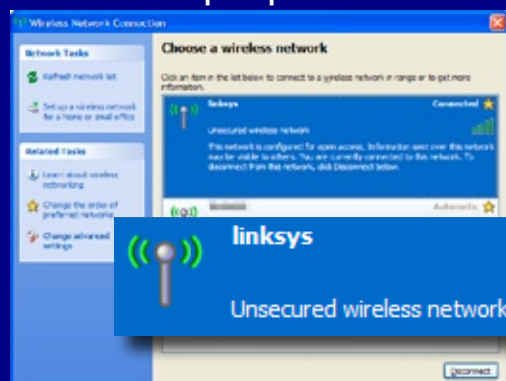 Wireless Network Connection
Network Tasks
Refresh network list
Set up a wireless network
for a home or small office
Related Tasks
Learn about wireless
networking
Change the order of
preferred networks
Change advanced
settings
Choose a wireless network
Click an item in the list below to connect to a wireless network in range or to get more
information.
linksys
Connected
Unsecured wireless network
This network is configured for open access. Information sent over this network
may be visible to others. You are currently connected to this network. To
disconnect from this network, click Disconnect below.
Automatic
linksys
Unsecured wireless network
Disconnect